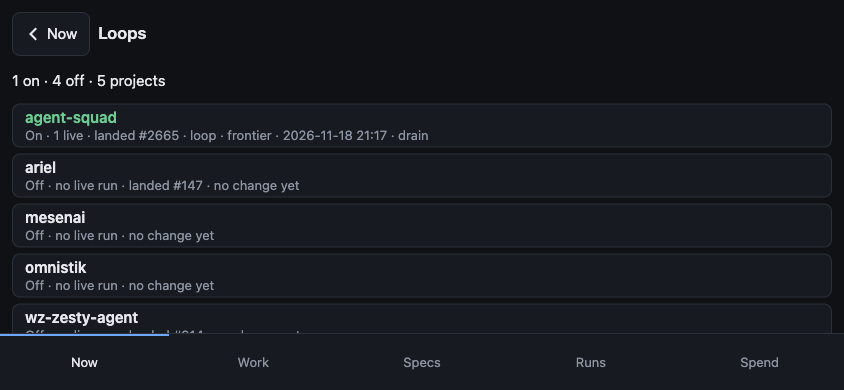 Now
Loops
1 on · 4 off · 5 projects
agent-squad
On · 1 live · landed #2665 · loop · frontier · 2026-11-18 21:17 · drain
ariel
Off · no live run · landed #147 · no change yet
mesenai
Off · no live run · no change yet
omnistik
Off · no live run · no change yet
wz-zesty-agent
Now
Work
Specs
Runs
Spend